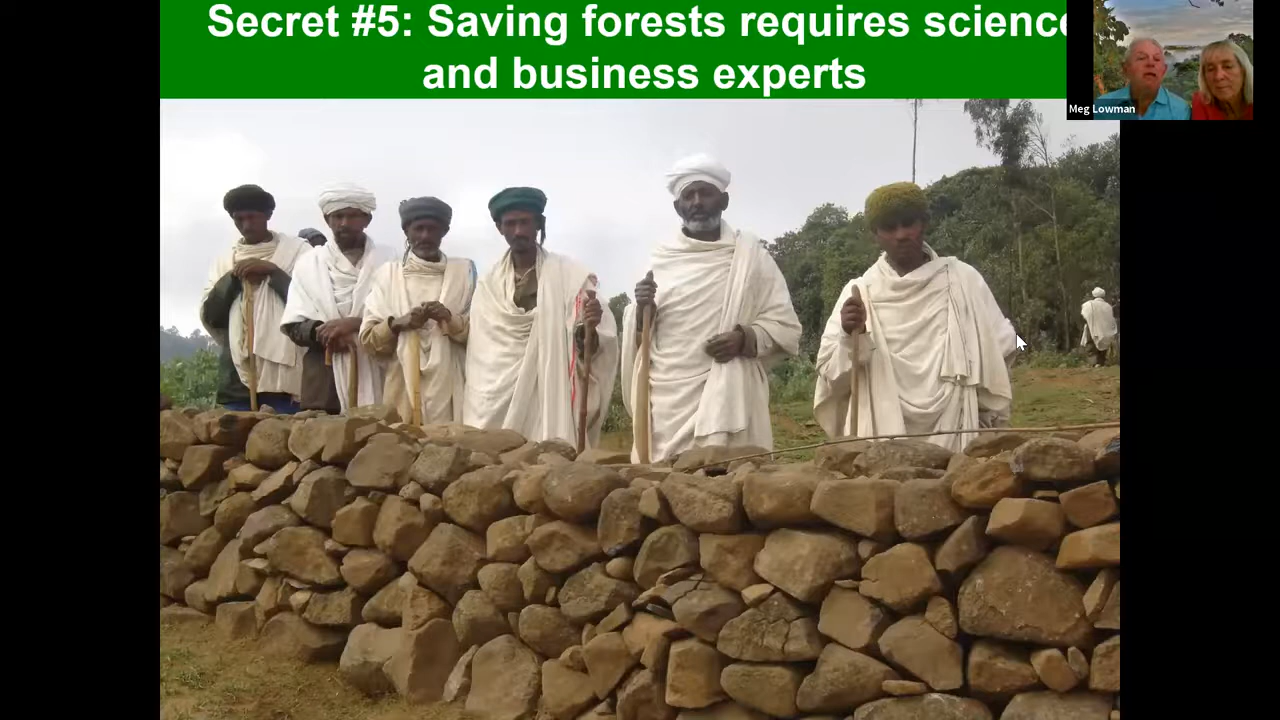 Secret #5: Saving forests requires science
and business experts
Meg Lowman